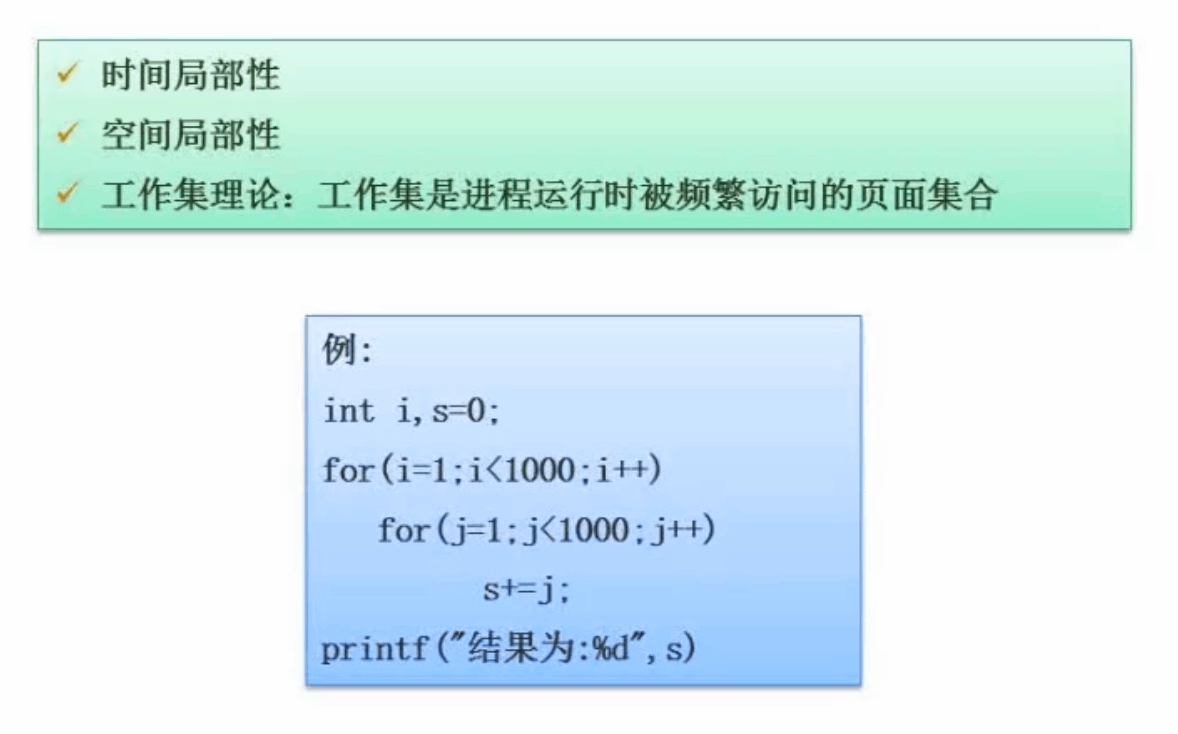 ✓ 时间局部性
✓ 空间局部性
✓ 工作集理论：工作集是进程运行时被频繁访问的页面集合
例:
int i,s=0;
for(i=1;i<1000;i++)
for(j=1;j<1000;j++)
s+=j;
printf("结果为:%d",s)